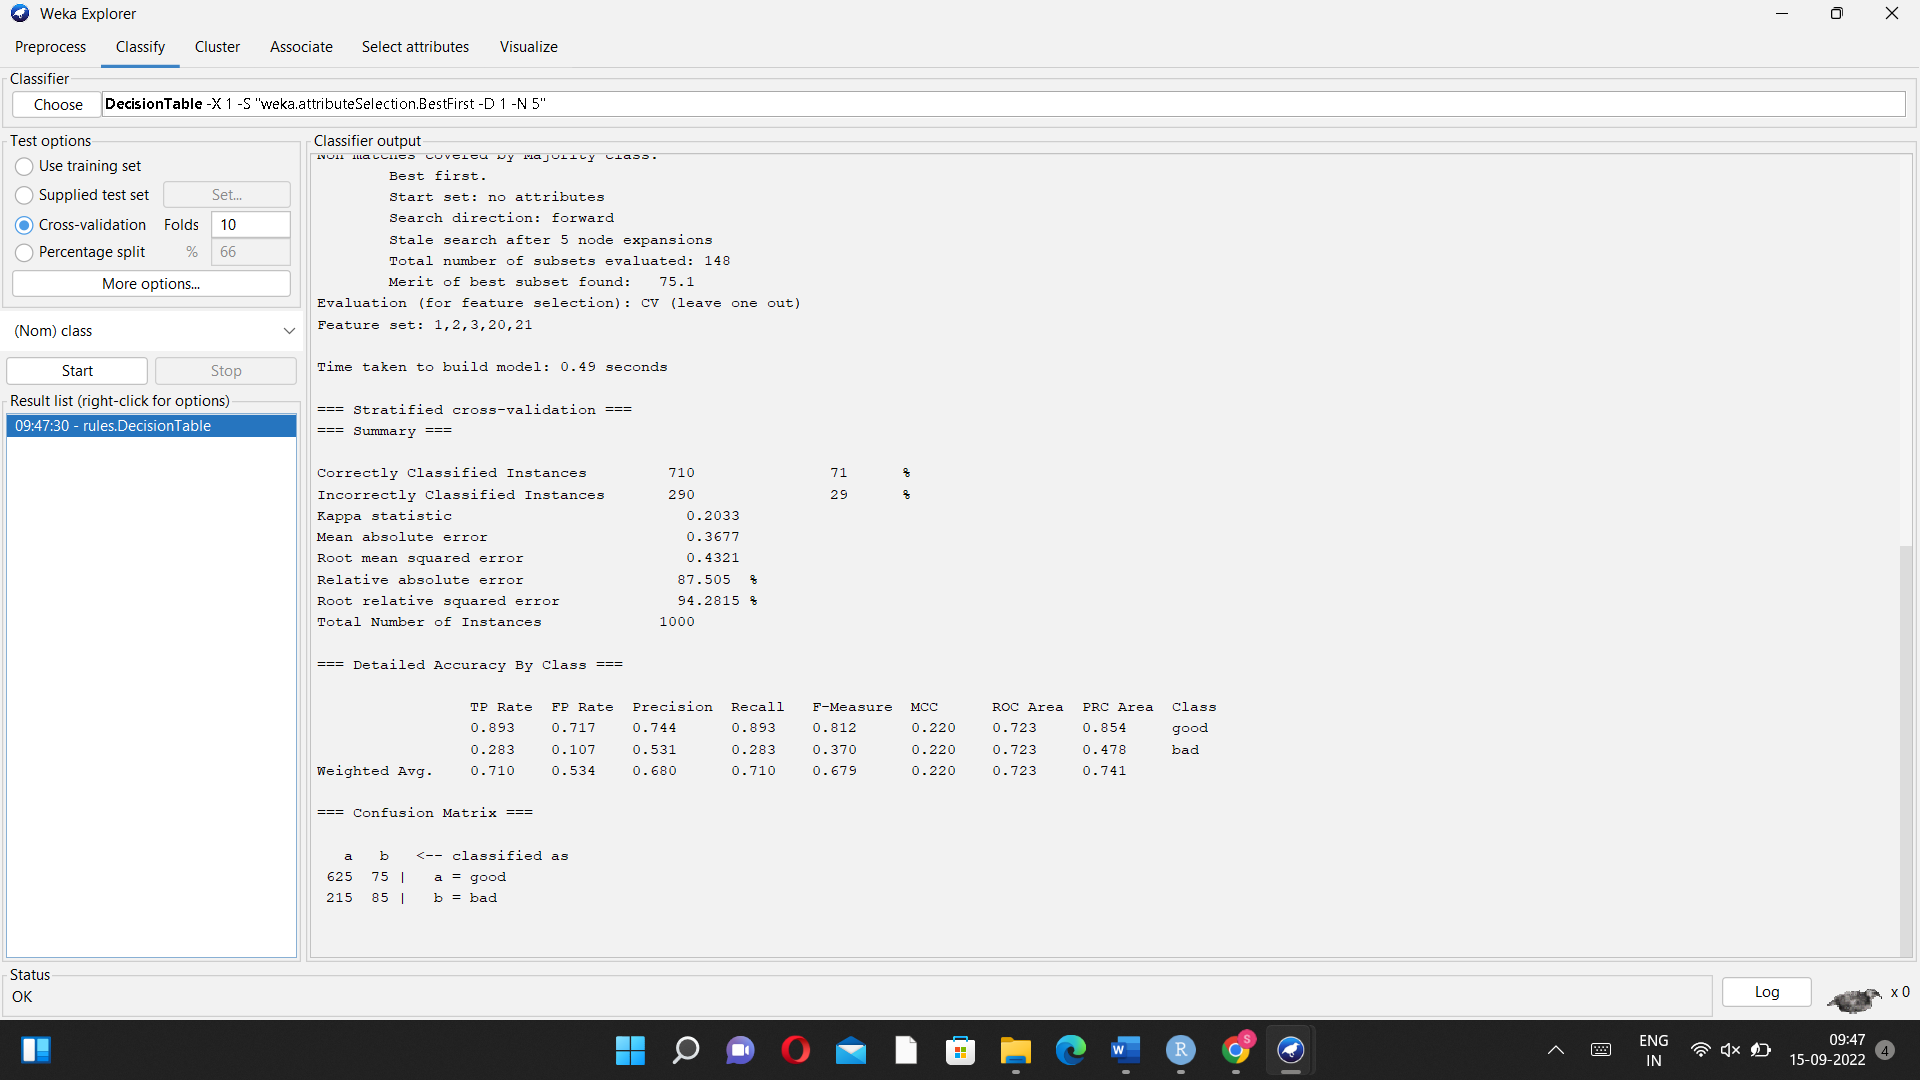 Weka Explorer
Preprocess Classify Cluster Associate Select attributes Visualize
Classifier
Choose DecisionTable -X 1 -S "weka.attributeSelection.BestFirst -D 1 -N 5"
Test options
Use training set
Supplied test set Set...
Cross-validation Folds 10
Percentage split % 66
More options...
(Nom) class
Start Stop
Result list (right-click for options)
09:47:30 - rules.DecisionTable
Classifier output
Non matches covered by Majority class.
Best first.
Start set: no attributes
Search direction: forward
Stale search after 5 node expansions
Total number of subsets evaluated: 148
Merit of best subset found: 75.1
Evaluation (for feature selection): CV (leave one out)
Feature set: 1,2,3,20,21
Time taken to build model: 0.49 seconds
=== Stratified cross-validation ===
=== Summary ===
Correctly Classified Instances 710 71 %
Incorrectly Classified Instances 290 29 %
Kappa statistic 0.2033
Mean absolute error 0.3677
Root mean squared error 0.4321
Relative absolute error 87.505 %
Root relative squared error 94.2815 %
Total Number of Instances 1000
=== Detailed Accuracy By Class ===
TP Rate FP Rate Precision Recall F-Measure MCC ROC Area PRC Area Class
0.893 0.717 0.744 0.893 0.812 0.220 0.723 0.854 good
0.283 0.107 0.531 0.283 0.370 0.220 0.723 0.478 bad
Weighted Avg. 0.710 0.534 0.680 0.710 0.679 0.220 0.723 0.741
=== Confusion Matrix ===
a b <-- classified as
625 75 | a = good
215 85 | b = bad
Status
OK
Log x 0
W R S
ENG
IN
09:47
15-09-2022
4